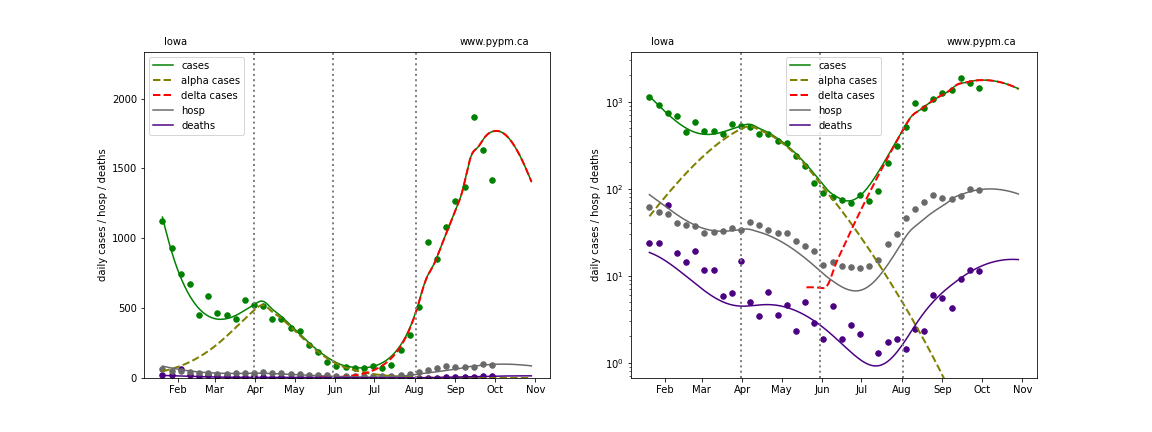 Iowa
www.pypm.ca
cases
alpha cases
delta cases
hosp
deaths
daily cases / hosp / deaths
2000
1500
1000
500
0
Feb Mar Apr May Jun Jul Aug Sep Oct Nov
Iowa
www.pypm.ca
cases
alpha cases
delta cases
hosp
deaths
daily cases / hosp / deaths
10³
10²
10¹
10⁰
Feb Mar Apr May Jun Jul Aug Sep Oct Nov